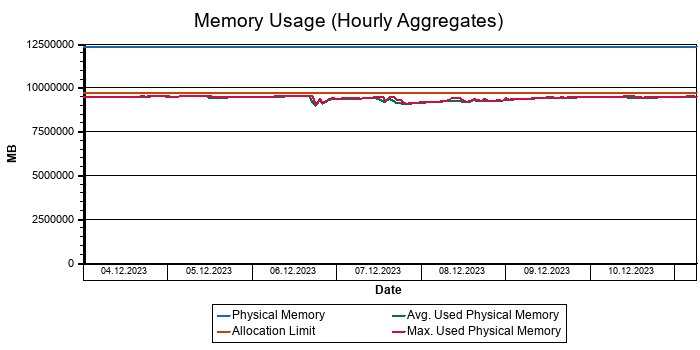 Memory Usage (Hourly Aggregates)
12500000
10000000
7500000
5000000
2500000
0
MB
04.12.2023 05.12.2023 06.12.2023 07.12.2023 08.12.2023 09.12.2023 10.12.2023
Date
Physical Memory Avg. Used Physical Memory
Allocation Limit Max. Used Physical Memory